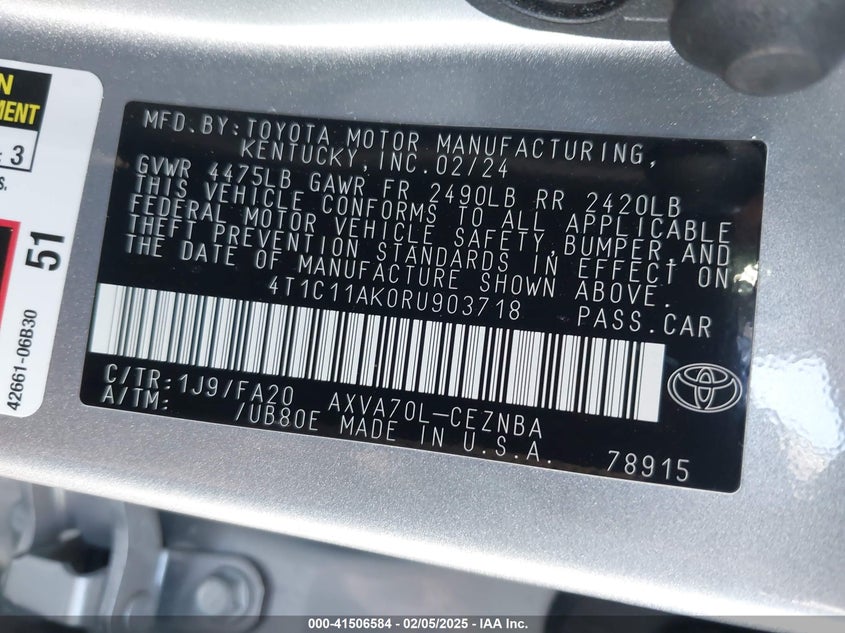 N
MENT
: 3
s.
51
42661-06B30
MFD.BY:TOYOTA MOTOR MANUFACTURING,
KENTUCKY,INC.02/24
GVWR 4475LB GAWR FR 2490LB RR 2420LB
THIS VEHICLE CONFORMS TO ALL APPLICABLE
FEDERAL MOTOR VEHICLE SAFETY,BUMPER,AND
THEFT PREVENTION STANDARDS IN EFFECT ON
THE DATE OF MANUFACTURE SHOWN ABOVE.
4T1C11AK0RU903718 PASS.CAR
C/TR:1J9/FA20 AXVA70L-CEZNBA
A/TM: /UB80E MADE IN U.S.A.
78915
000-41506584 - 02/05/2025 - IAA Inc.